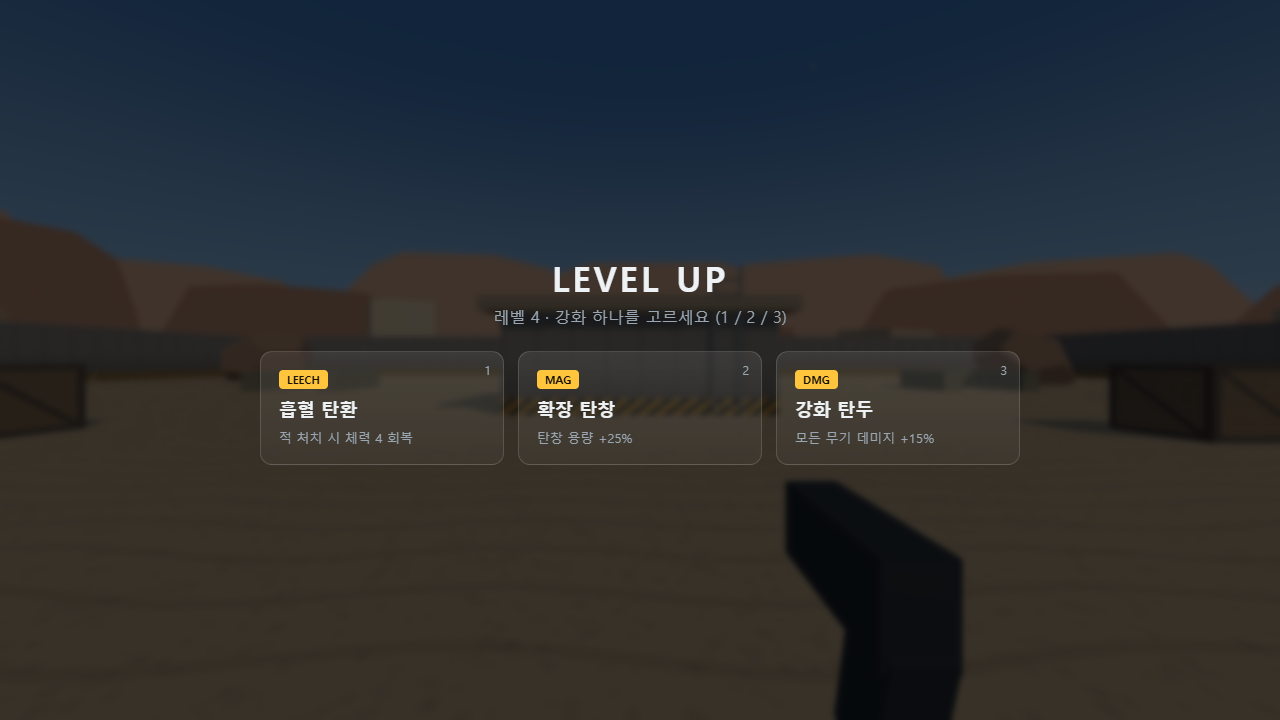 LEVEL UP
레벨 4 · 강화 하나를 고르세요 (1 / 2 / 3)
LEECH 1
흡혈 탄환
적 처치 시 체력 4 회복
MAG 2
확장 탄창
탄창 용량 +25%
DMG 3
강화 탄두
모든 무기 데미지 +15%